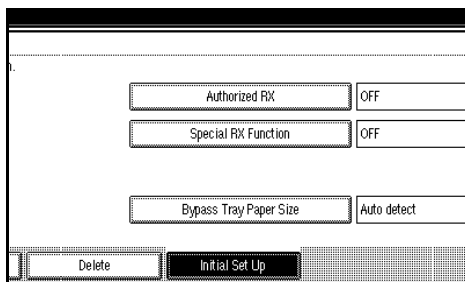 n.
Authorized RX OFF
Special RX Function OFF
Bypass Tray Paper Size Auto detect
Delete Initial Set Up